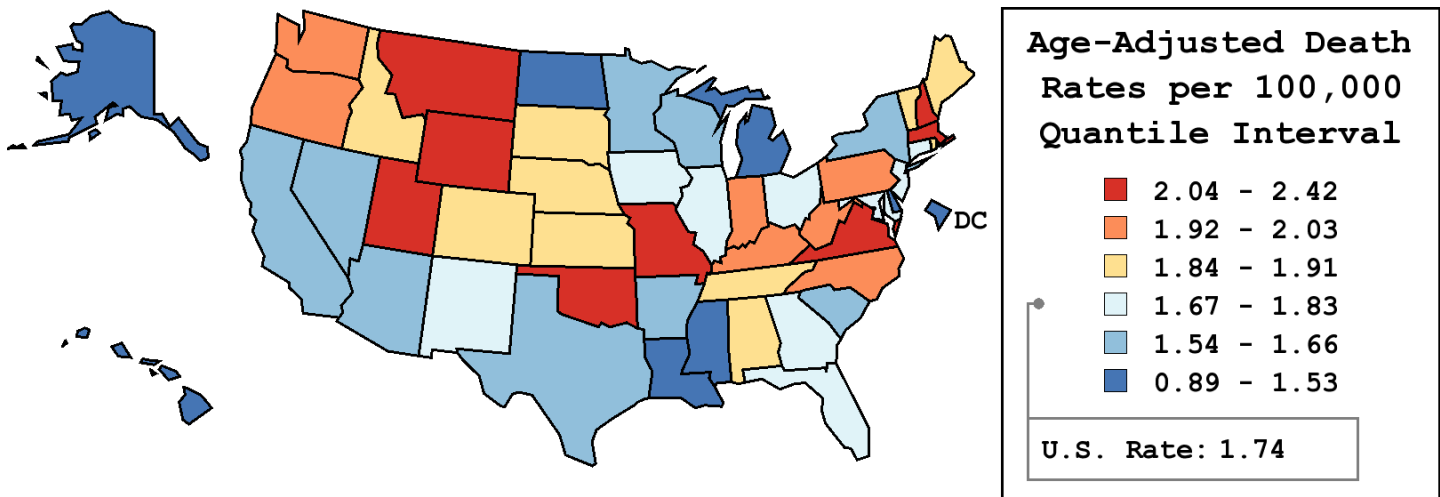 DC
Age-Adjusted Death
Rates per 100,000
Quantile Interval
2.04 - 2.42
1.92 - 2.03
1.84 - 1.91
1.67 - 1.83
1.54 - 1.66
0.89 - 1.53
U.S. Rate: 1.74